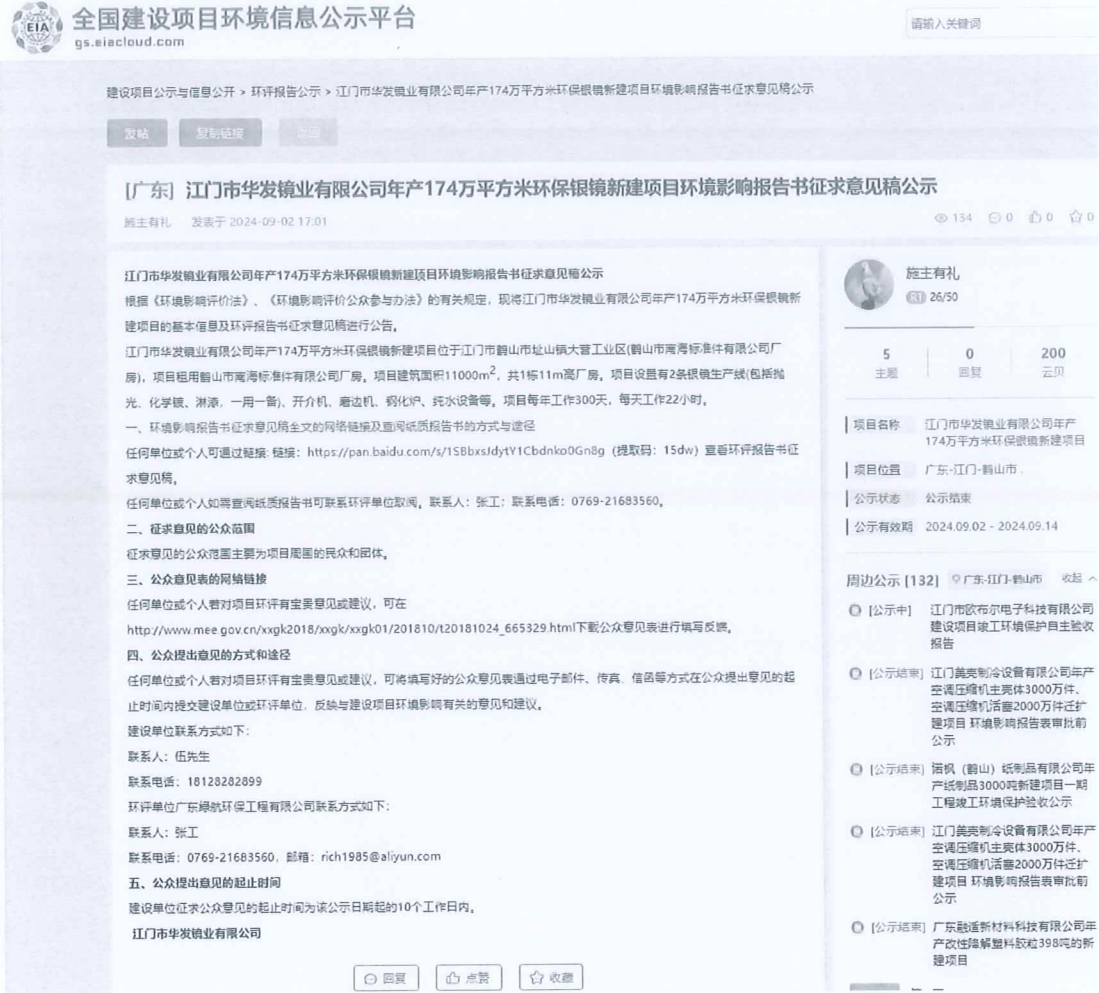 EIA
全国建设项目环境信息公示平台
gs.eiacloud.com
请输入关键词
建设项目公示与信息公开 > 环评报告公示 > 江门市华发镜业有限公司年产174万平方米环保银镜新建项目环境影响报告书征求意见稿公示
发帖 复制链接 返回
[广东] 江门市华发镜业有限公司年产174万平方米环保银镜新建项目环境影响报告书征求意见稿公示
施主有礼 发表于 2024-09-02 17:01
134 0 0 0
江门市华发镜业有限公司年产174万平方米环保银镜新建项目环境影响报告书征求意见稿公示
根据《环境影响评价法》、《环境影响评价公众参与办法》的有关规定，现将江门市华发镜业有限公司年产174万平方米环保银镜新
建项目的基本信息及环评报告书征求意见稿进行公告。
江门市华发镜业有限公司年产174万平方米环保银镜新建项目位于江门市鹤山市址山镇大营工业区(鹤山市南海标准件有限公司厂
房)，项目租用鹤山市南海标准件有限公司厂房。项目建筑面积11000m²，共1栋11m高厂房。项目设置有2条银镜生产线(包括抛
光、化学镀、淋漆，一用一备)、开介机、磨边机、钢化炉、纯水设备等。项目每年工作300天，每天工作22小时。
一、环境影响报告书征求意见稿全文的网络链接及查阅纸质报告书的方式与途径
任何单位或个人可通过链接: 链接：https://pan.baidu.com/s/1SBbxsJdytY1Cbdnko0Gn8g（提取码：15dw）查看环评报告书征
求意见稿。
任何单位或个人如需查阅纸质报告书可联系环评单位取阅。联系人：张工；联系电话：0769-21683560。
二、征求意见的公众范围
征求意见的公众范围主要为项目周围的民众和团体。
三、公众意见表的网络链接
任何单位或个人若对项目环评有宝贵意见或建议，可在
http://www.mee.gov.cn/xxgk2018/xxgk/xxgk01/201810/t20181024_665329.html下载公众意见表进行填写反馈。
四、公众提出意见的方式和途径
任何单位或个人若对项目环评有宝贵意见或建议，可将填写好的公众意见表通过电子邮件、传真、信函等方式在公众提出意见的起
止时间内提交建设单位或环评单位，反映与建设项目环境影响有关的意见和建议。
建设单位联系方式如下：
联系人：伍先生
联系电话：18128282899
环评单位广东绿航环保工程有限公司联系方式如下：
联系人：张工
联系电话：0769-21683560，邮箱：rich1985@aliyun.com
五、公众提出意见的起止时间
建设单位征求公众意见的起止时间为该公示日期起的10个工作日内。
江门市华发镜业有限公司
回复 点赞 收藏
施主有礼
R1 26/50
5 0 200
主题 回复 云贝
项目名称 江门市华发镜业有限公司年产
174万平方米环保银镜新建项目
项目位置 广东-江门-鹤山市
公示状态 公示结束
公示有效期 2024.09.02 - 2024.09.14
周边公示 [132] 广东-江门-鹤山市 收起
[公示中] 江门市欧布尔电子科技有限公司
建设项目竣工环境保护自主验收
报告
[公示结束] 江门美壳制冷设备有限公司年产
空调压缩机主壳体3000万件、
空调压缩机活塞2000万件迁扩
建项目 环境影响报告表审批前
公示
[公示结束] 诺枫（鹤山）纸制品有限公司年
产纸制品3000吨新建项目一期
工程竣工环境保护验收公示
[公示结束] 江门美壳制冷设备有限公司年产
空调压缩机主壳体3000万件、
空调压缩机活塞2000万件迁扩
建项目 环境影响报告表审批前
公示
[公示结束] 广东融适新材料科技有限公司年
产改性降解塑料胶粒398吨的新
建项目